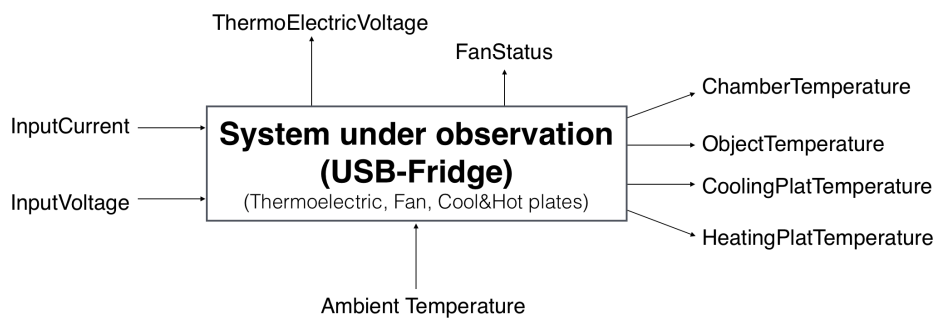 ThermoElectricVoltage
FanStatus
ChamberTemperature
InputCurrent
System under observation
ObjectTemperature
(USB-Fridge)
CoolingPlatTemperature
InputVoltage
(Thermoelectric, Fan, Cool&Hot plates)
HeatingPlatTemperature
Ambient Temperature